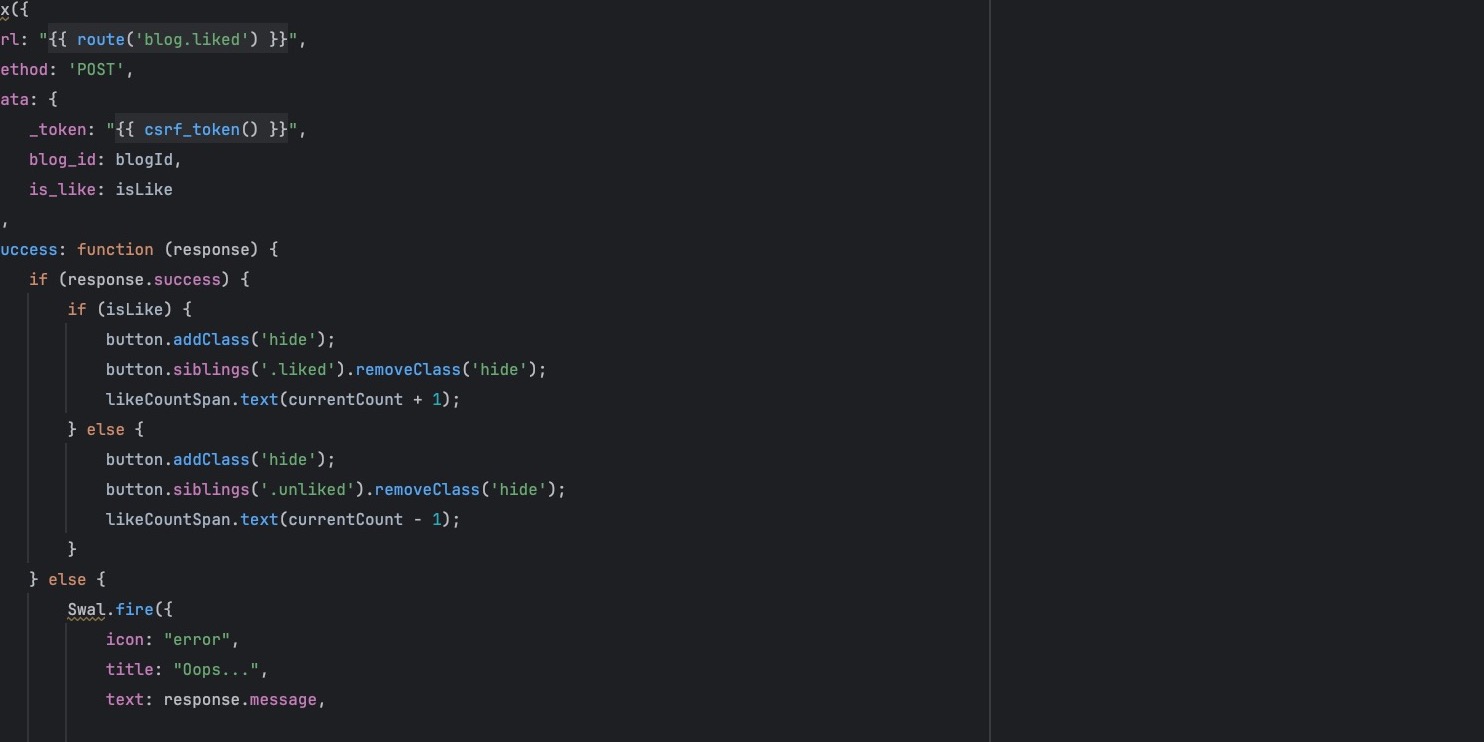 x({
rl: "{{ route('blog.liked') }}",
ethod: 'POST',
ata: {
_token: "{{ csrf_token() }}",
blog_id: blogId,
is_like: isLike
,
uccess: function (response) {
if (response.success) {
if (isLike) {
button.addClass('hide');
button.siblings('.liked').removeClass('hide');
likeCountSpan.text(currentCount + 1);
} else {
button.addClass('hide');
button.siblings('.unliked').removeClass('hide');
likeCountSpan.text(currentCount - 1);
}
} else {
Swal.fire({
icon: "error",
title: "Oops...",
text: response.message,